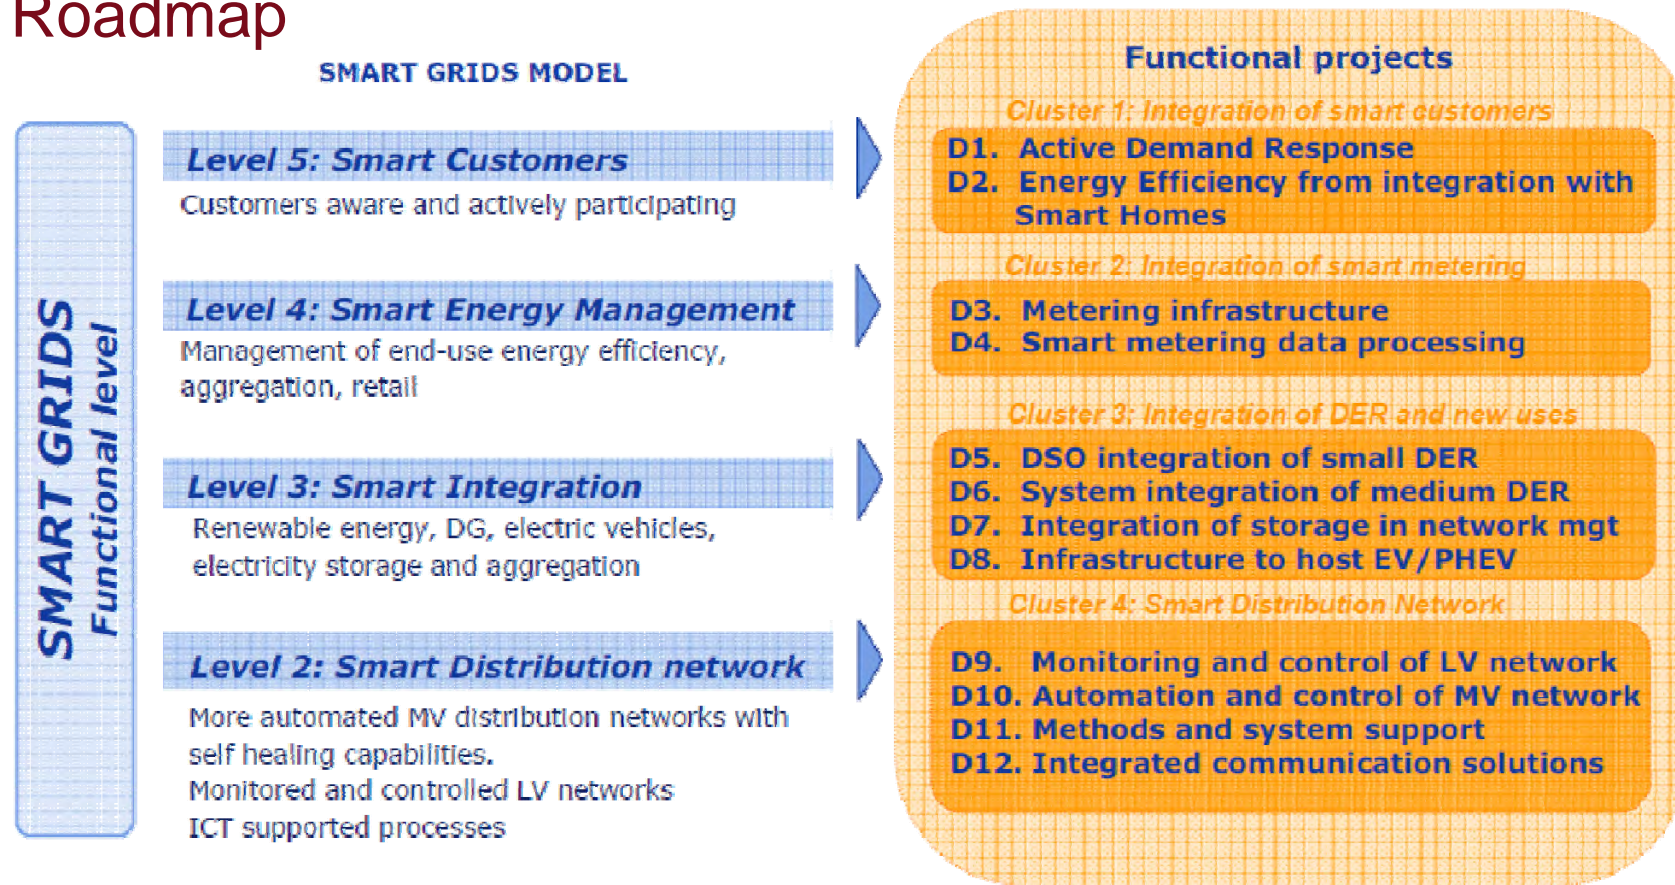 Roadmap
SMART GRIDS MODEL
SMART GRIDS
Functional level
Level 5: Smart Customers
Customers aware and actively participating
Level 4: Smart Energy Management
Management of end-use energy efficiency,
aggregation, retail
Level 3: Smart Integration
Renewable energy, DG, electric vehicles,
electricity storage and aggregation
Level 2: Smart Distribution network
More automated MV distribution networks with
self healing capabilities.
Monitored and controlled LV networks
ICT supported processes
Functional projects
Cluster 1: Integration of smart customers
D1. Active Demand Response
D2. Energy Efficiency from integration with
Smart Homes
Cluster 2: Integration of smart metering
D3. Metering infrastructure
D4. Smart metering data processing
Cluster 3: Integration of DER and new uses
D5. DSO integration of small DER
D6. System integration of medium DER
D7. Integration of storage in network mgt
D8. Infrastructure to host EV/PHEV
Cluster 4: Smart Distribution Network
D9. Monitoring and control of LV network
D10. Automation and control of MV network
D11. Methods and system support
D12. Integrated communication solutions